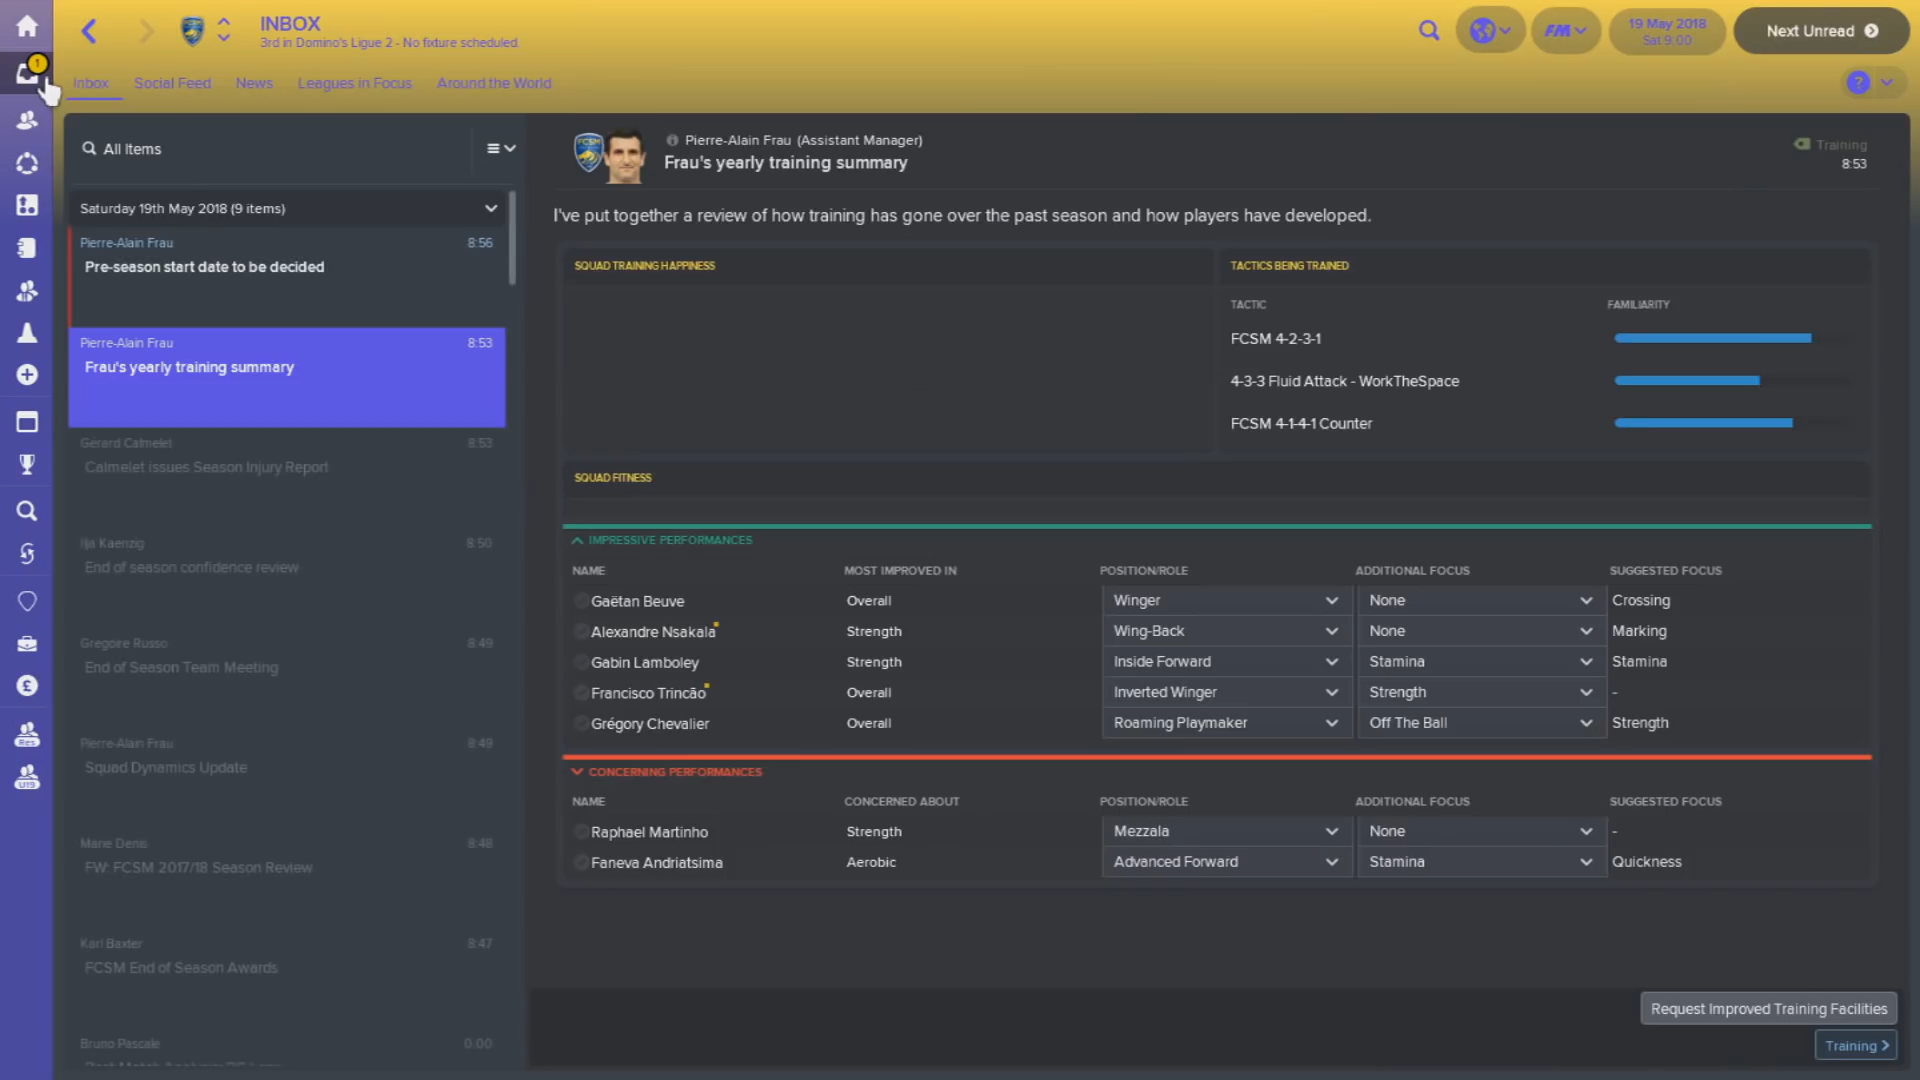 INBOX
3rd in Domino's Ligue 2 - No fixture scheduled.
FM
19 May 2018
Sat 9:00
Next Unread
1
Inbox
Social Feed
News
Leagues in Focus
Around the World
?
All Items
Saturday 19th May 2018 (9 items)
Pierre-Alain Frau 8:56
Pre-season start date to be decided
Pierre-Alain Frau 8:53
Frau's yearly training summary
Gérard Calmelet 8:53
Calmelet issues Season Injury Report
Ilja Kaenzig 8:50
End of season confidence review
Gregoire Russo 8:49
End of Season Team Meeting
Pierre-Alain Frau 8:49
Squad Dynamics Update
Marie Denis 8:48
FW: FCSM 2017/18 Season Review
Karl Baxter 8:47
FCSM End of Season Awards
Bruno Pascale 0:00
Res
U19
£
FCSM
Pierre-Alain Frau (Assistant Manager)
Frau's yearly training summary
Training
8:53
I've put together a review of how training has gone over the past season and how players have developed.
SQUAD TRAINING HAPPINESS
TACTICS BEING TRAINED
TACTIC FAMILIARITY
FCSM 4-2-3-1
4-3-3 Fluid Attack - WorkTheSpace
FCSM 4-1-4-1 Counter
SQUAD FITNESS
IMPRESSIVE PERFORMANCES
NAME MOST IMPROVED IN POSITION/ROLE ADDITIONAL FOCUS SUGGESTED FOCUS
Gaëtan Beuve Overall Winger None Crossing
Alexandre Nsakala Strength Wing-Back None Marking
Gabin Lamboley Strength Inside Forward Stamina Stamina
Francisco Trincão Overall Inverted Winger Strength -
Grégory Chevalier Overall Roaming Playmaker Off The Ball Strength
CONCERNING PERFORMANCES
NAME CONCERNED ABOUT POSITION/ROLE ADDITIONAL FOCUS SUGGESTED FOCUS
Raphael Martinho Strength Mezzala None -
Faneva Andriatsima Aerobic Advanced Forward Stamina Quickness
Request Improved Training Facilities
Training